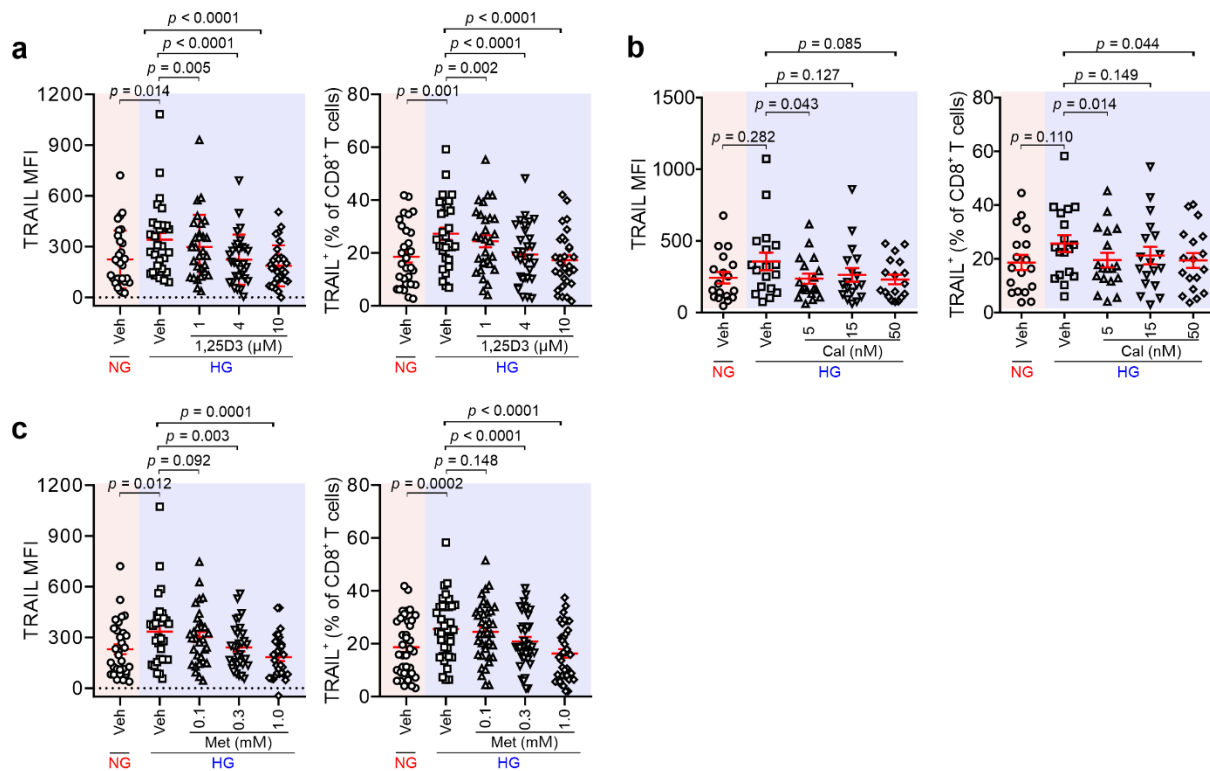 a
p < 0.0001
p < 0.0001
p = 0.005
p = 0.014
TRAIL MFI
1200
900
600
300
0
Veh
Veh
1
4
10
1,25D3 (μM)
NG
HG
p < 0.0001
p < 0.0001
p = 0.002
p = 0.001
TRAIL⁺ (% of CD8⁺ T cells)
80
60
40
20
0
Veh
Veh
1
4
10
1,25D3 (μM)
NG
HG
b
p = 0.085
p = 0.127
p = 0.043
p = 0.282
TRAIL MFI
1500
1000
500
0
Veh
Veh
5
15
50
Cal (nM)
NG
HG
p = 0.044
p = 0.149
p = 0.014
p = 0.110
TRAIL⁺ (% of CD8⁺ T cells)
80
60
40
20
0
Veh
Veh
5
15
50
Cal (nM)
NG
HG
c
p = 0.0001
p = 0.003
p = 0.092
p = 0.012
TRAIL MFI
1200
900
600
300
0
Veh
Veh
0.1
0.3
1.0
Met (mM)
NG
HG
p < 0.0001
p < 0.0001
p = 0.148
p = 0.0002
TRAIL⁺ (% of CD8⁺ T cells)
80
60
40
20
0
Veh
Veh
0.1
0.3
1.0
Met (mM)
NG
HG